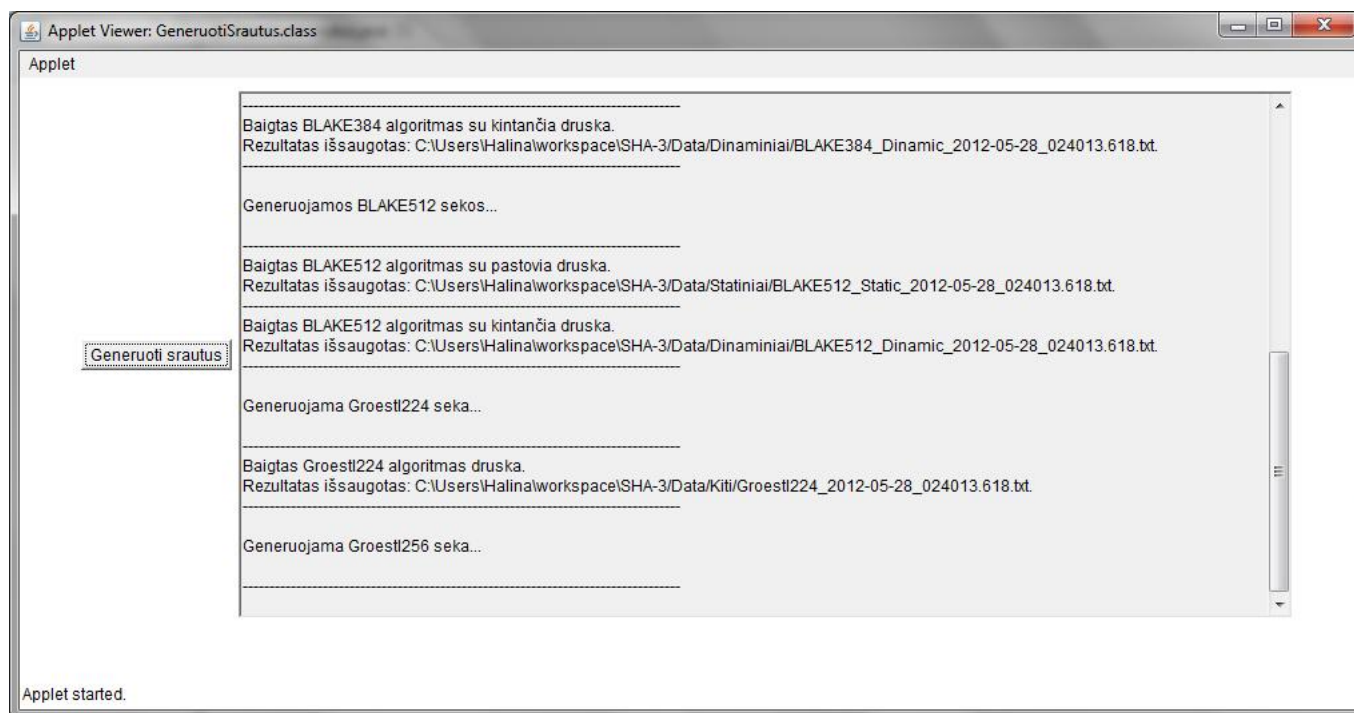 Applet Viewer: GeneruotiSrautus.class
Applet
Baigtas BLAKE384 algoritmas su kintančia druska.
Rezultatas išsaugotas: C:\Users\Halina\workspace\SHA-3/Data/Dinaminiai/BLAKE384_Dinamic_2012-05-28_024013.618.txt.
Generuojamos BLAKE512 sekos...
Baigtas BLAKE512 algoritmas su pastovia druska.
Rezultatas išsaugotas: C:\Users\Halina\workspace\SHA-3/Data/Statiniai/BLAKE512_Static_2012-05-28_024013.618.txt.
Baigtas BLAKE512 algoritmas su kintančia druska.
Rezultatas išsaugotas: C:\Users\Halina\workspace\SHA-3/Data/Dinaminiai/BLAKE512_Dinamic_2012-05-28_024013.618.txt.
Generuoti srautus
Generuojama Groestl224 seka...
Baigtas Groestl224 algoritmas druska.
Rezultatas išsaugotas: C:\Users\Halina\workspace\SHA-3/Data/Kiti/Groestl224_2012-05-28_024013.618.txt.
Generuojama Groestl256 seka...
Applet started.